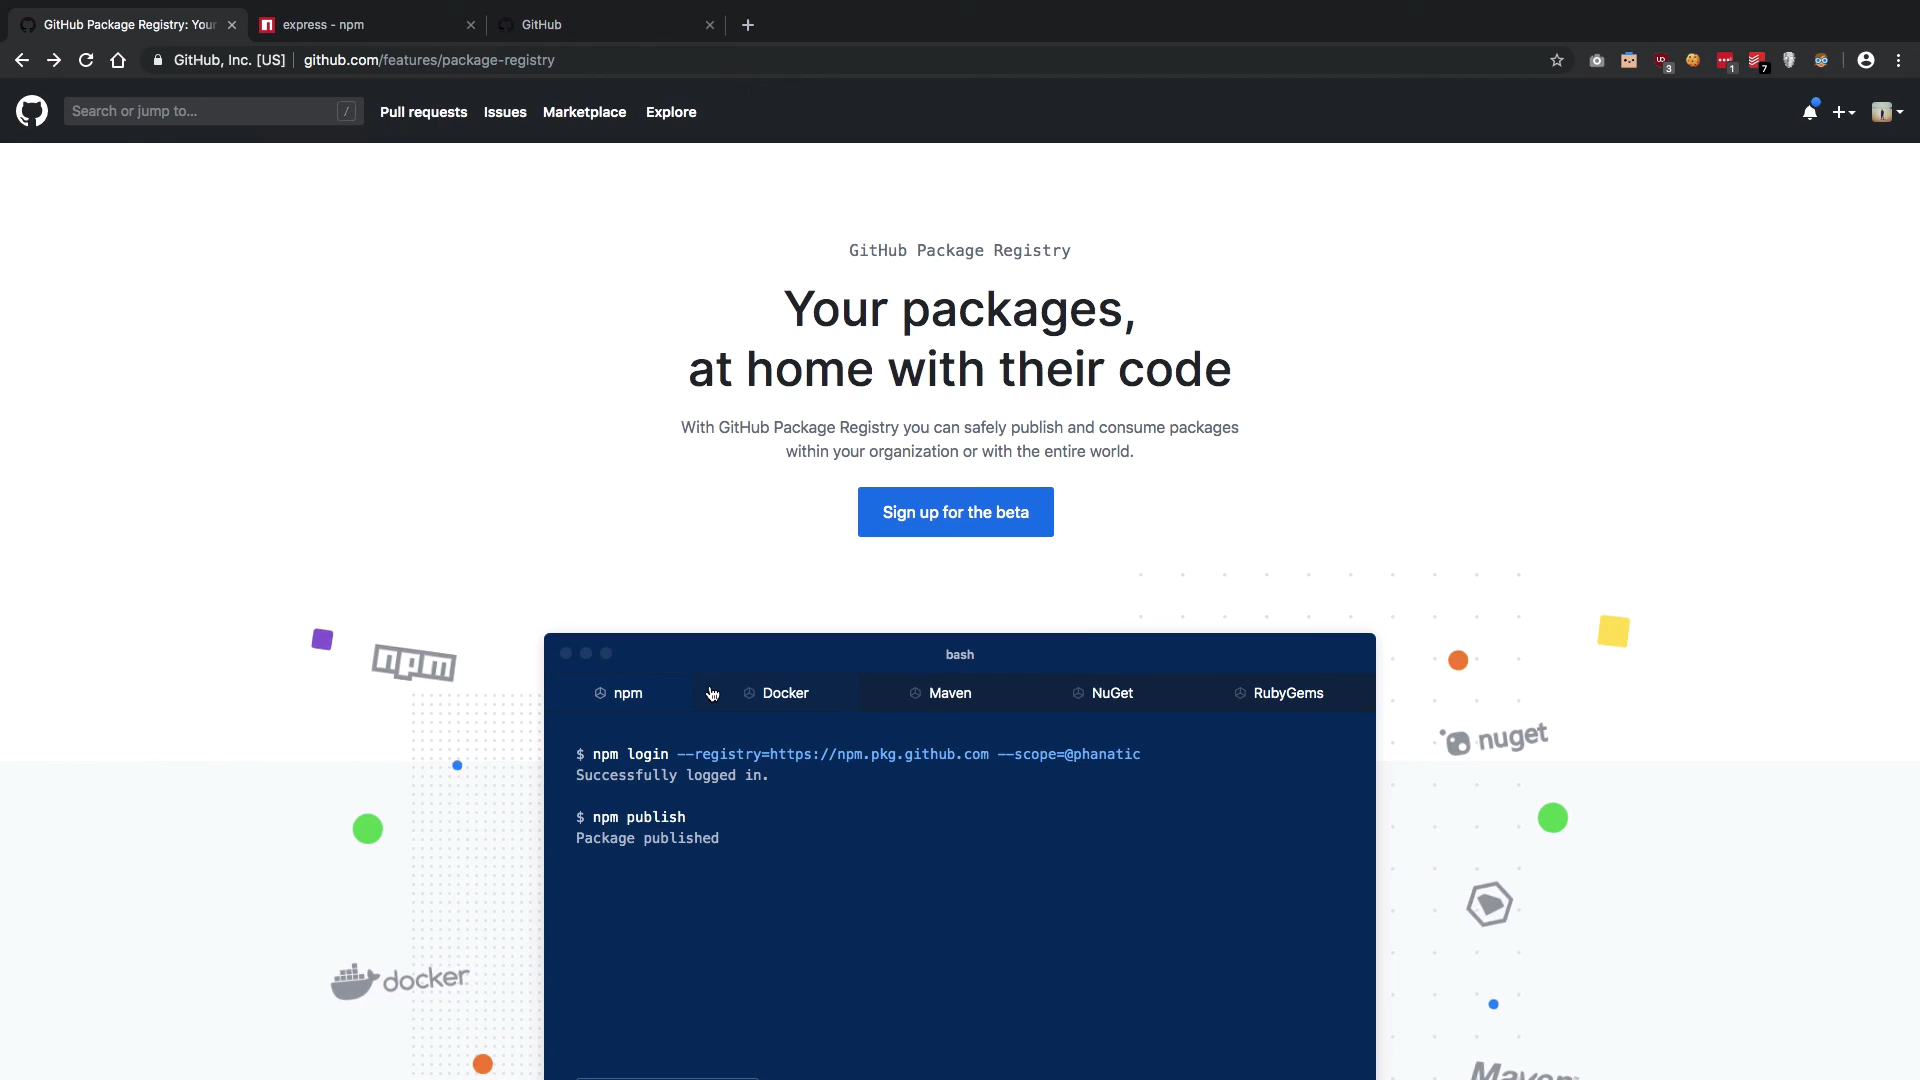 GitHub Package Registry: Your
express - npm
GitHub
GitHub, Inc. [US]
github.com/features/package-registry
3
1
7
Search or jump to...
/
Pull requests
Issues
Marketplace
Explore
GitHub Package Registry
Your packages,
at home with their code
With GitHub Package Registry you can safely publish and consume packages
within your organization or with the entire world.
Sign up for the beta
npm
bash
npm
Docker
Maven
NuGet
RubyGems
nuget
$ npm login --registry=https://npm.pkg.github.com --scope=@phanatic
Successfully logged in.
$ npm publish
Package published
docker
Maven